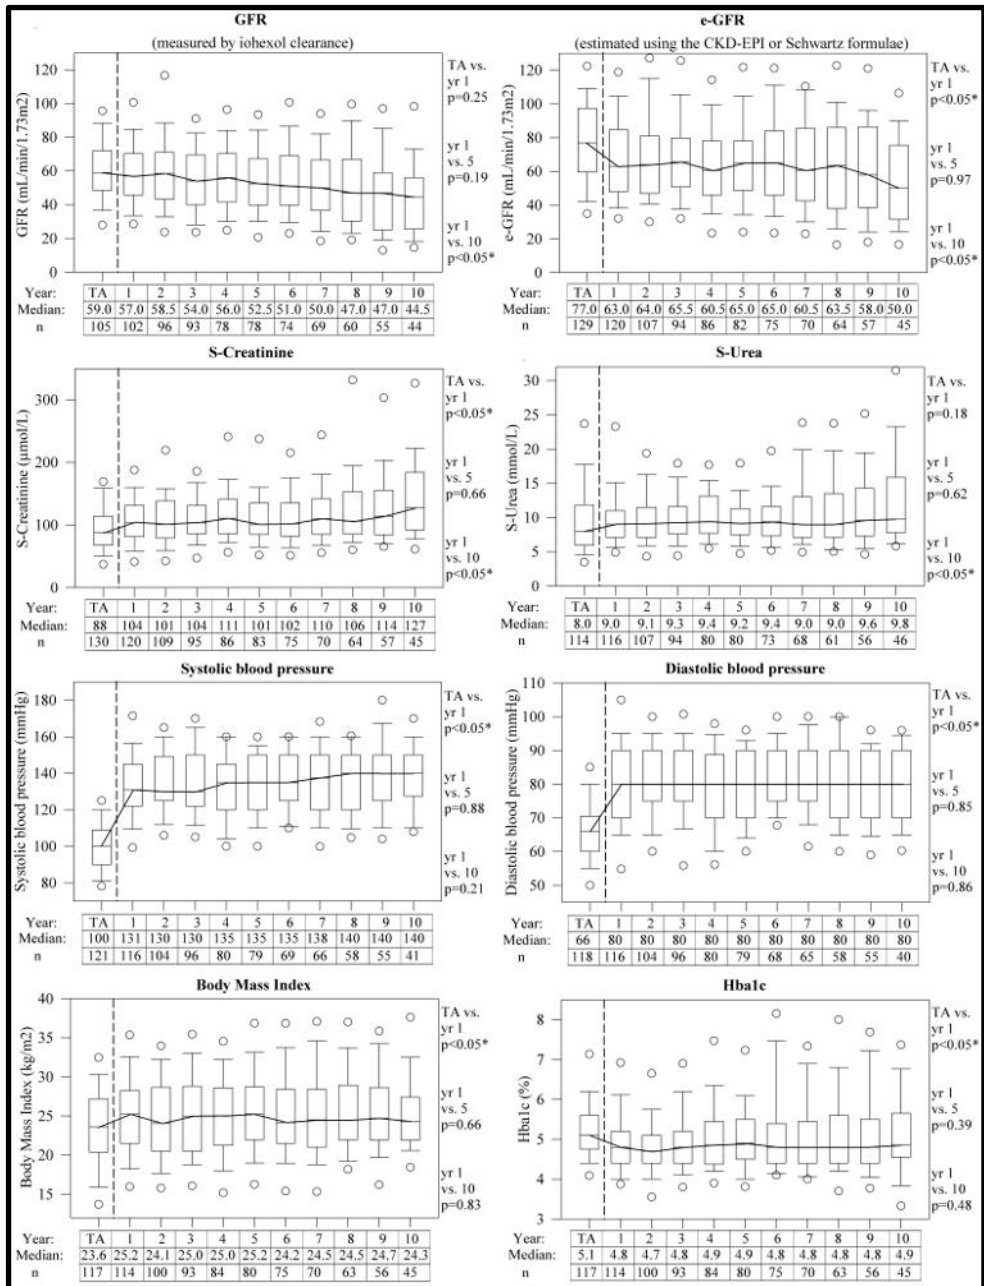 GFR
(measured by iohexol clearance)
GFR (mL/min/1.73m2)
120
100
80
60
40
20
0
TA vs.
yr 1
p=0.25
yr 1
vs. 5
p=0.19
yr 1
vs. 10
p<0.05*
Year: TA 1 2 3 4 5 6 7 8 9 10
Median: 59.0 57.0 58.5 54.0 56.0 52.5 51.0 50.0 47.0 47.0 44.5
n 105 102 96 93 78 78 74 69 60 55 44
e-GFR
(estimated using the CKD-EPI or Schwartz formulae)
e-GFR (mL/min/1.73m2)
120
100
80
60
40
20
0
TA vs.
yr 1
p<0.05*
yr 1
vs. 5
p=0.97
yr 1
vs. 10
p<0.05*
Year: TA 1 2 3 4 5 6 7 8 9 10
Median: 77.0 63.0 64.0 65.5 60.5 65.0 65.0 60.5 63.5 58.0 50.0
n 129 120 107 94 86 82 75 70 64 57 45
S-Creatinine
S-Creatinine (µmol/L)
300
200
100
0
TA vs.
yr 1
p<0.05*
yr 1
vs. 5
p=0.66
yr 1
vs. 10
p<0.05*
Year: TA 1 2 3 4 5 6 7 8 9 10
Median: 88 104 101 104 111 101 102 110 106 114 127
n 130 120 109 95 86 83 75 70 64 57 45
S-Urea
S-Urea (mmol/L)
30
25
20
15
10
5
0
TA vs.
yr 1
p=0.18
yr 1
vs. 5
p=0.62
yr 1
vs. 10
p<0.05*
Year: TA 1 2 3 4 5 6 7 8 9 10
Median: 8.0 9.0 9.1 9.3 9.4 9.2 9.4 9.0 9.0 9.6 9.8
n 114 116 107 94 80 80 73 68 61 56 46
Systolic blood pressure
Systolic blood pressure (mmHg)
180
160
140
120
100
80
TA vs.
yr 1
p<0.05*
yr 1
vs. 5
p=0.88
yr 1
vs. 10
p=0.21
Year: TA 1 2 3 4 5 6 7 8 9 10
Median: 100 131 130 130 135 135 135 138 140 140 140
n 121 116 104 96 80 79 69 66 58 55 41
Diastolic blood pressure
Diastolic blood pressure (mmHg)
110
100
90
80
70
60
50
TA vs.
yr 1
p<0.05*
yr 1
vs. 5
p=0.85
yr 1
vs. 10
p=0.86
Year: TA 1 2 3 4 5 6 7 8 9 10
Median: 66 80 80 80 80 80 80 80 80 80 80
n 118 116 104 96 80 79 68 65 58 55 40
Body Mass Index
Body Mass Index (kg/m2)
40
35
30
25
20
15
TA vs.
yr 1
p<0.05*
yr 1
vs. 5
p=0.66
yr 1
vs. 10
p=0.83
Year: TA 1 2 3 4 5 6 7 8 9 10
Median: 23.6 25.2 24.1 25.0 25.0 25.2 24.2 24.5 24.5 24.7 24.3
n 117 114 100 93 84 80 75 70 63 56 45
Hba1c
Hba1c (%)
8
7
6
5
4
3
TA vs.
yr 1
p<0.05*
yr 1
vs. 5
p=0.39
yr 1
vs. 10
p=0.48
Year: TA 1 2 3 4 5 6 7 8 9 10
Median: 5.1 4.8 4.7 4.8 4.9 4.9 4.8 4.8 4.8 4.8 4.9
n 117 114 100 93 84 80 75 70 63 56 45